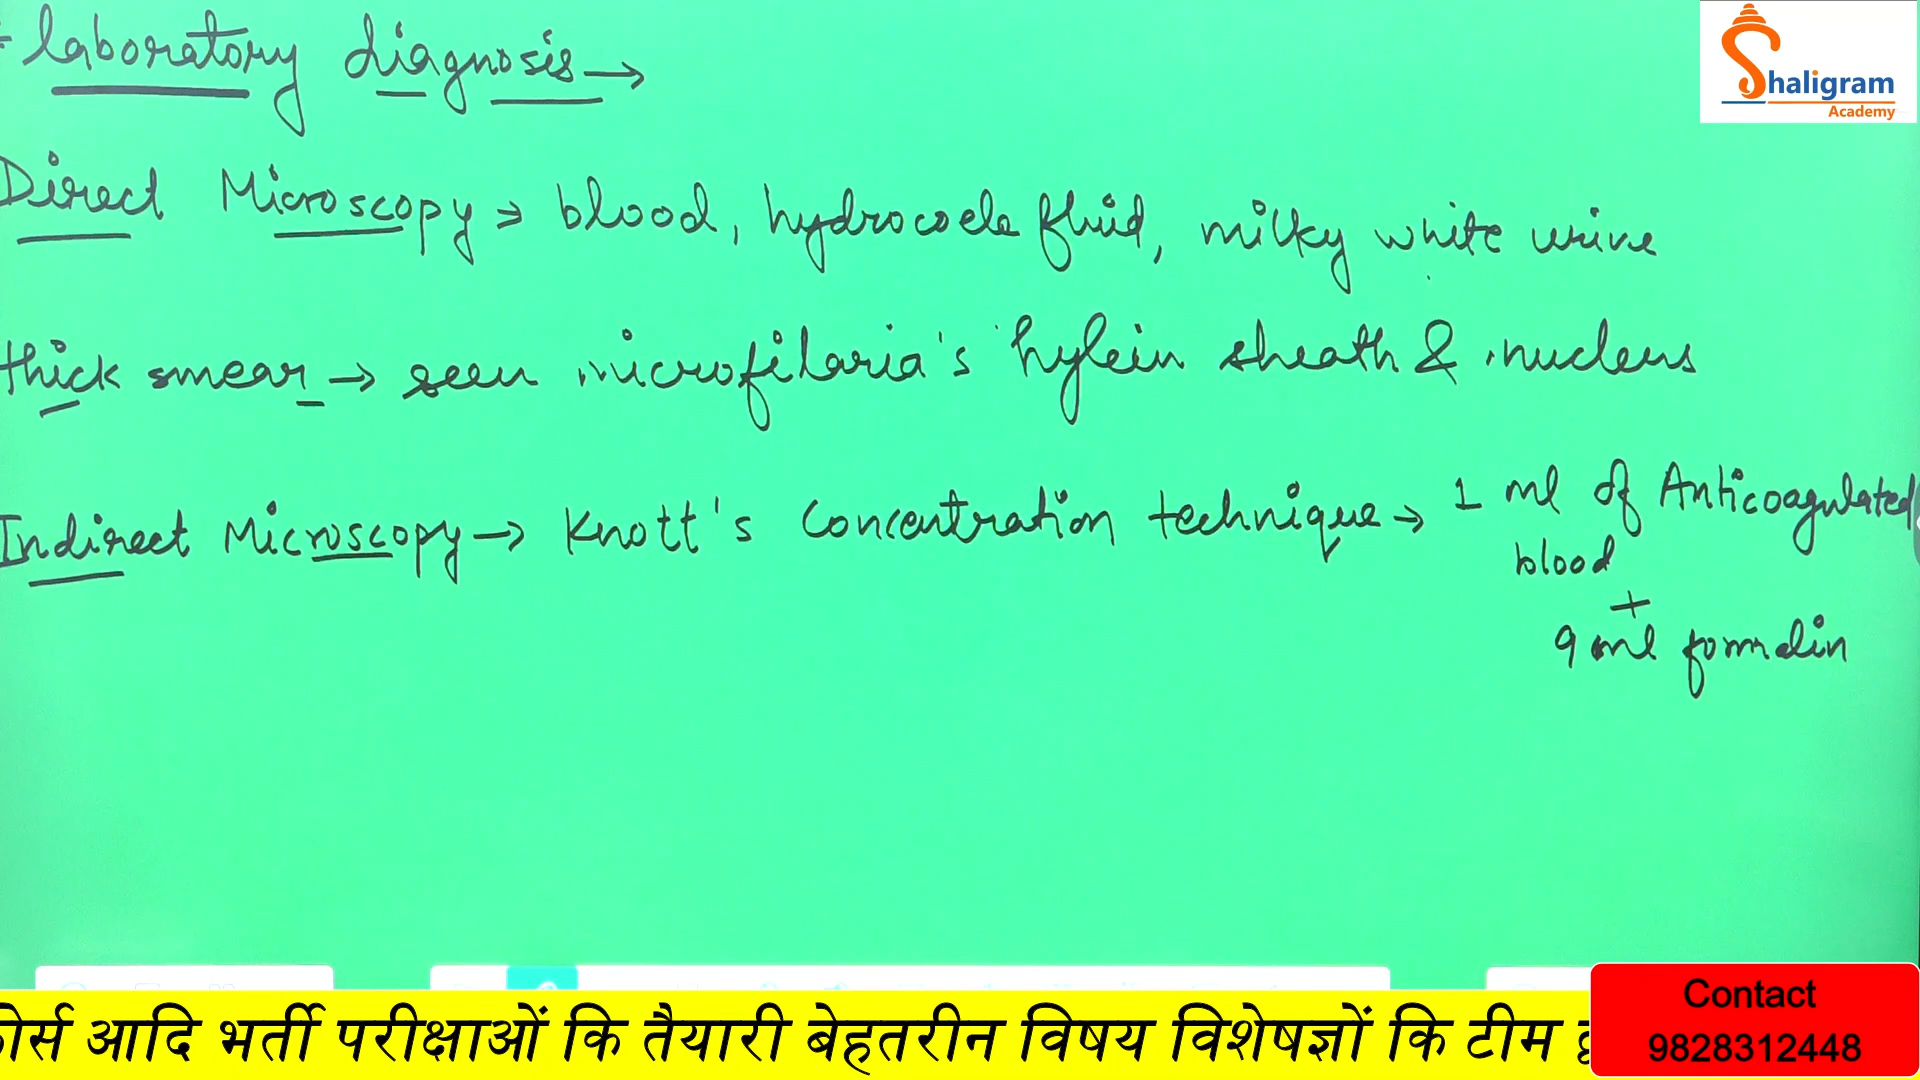 laboratory diagnosis →
Shaligram
Academy
Direct Microscopy ⇒ blood, hydrocoele fluid, milky white urine
thick smear → seen microfilaria's hylein sheath & nucleus
Indirect Microscopy → Knott's Concentration technique → 1 ml of Anticoagulated
blood
+
9 ml formalin
आदि भर्ती परीक्षाओं कि तैयारी बेहतरीन विषय विशेषज्ञों कि टीम
Contact
9828312448